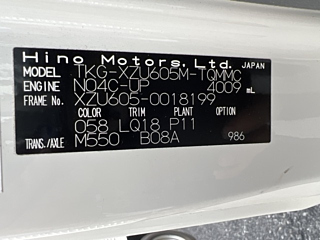 Hino Motors, Ltd. JAPAN
MODEL TKG-XZU605M-TQMMC
ENGINE N04C-UP 4009 mL
FRAME No. XZU605-0018199
COLOR TRIM PLANT OPTION
058 LQ18 P11
TRANS./AXLE M550 B08A 986